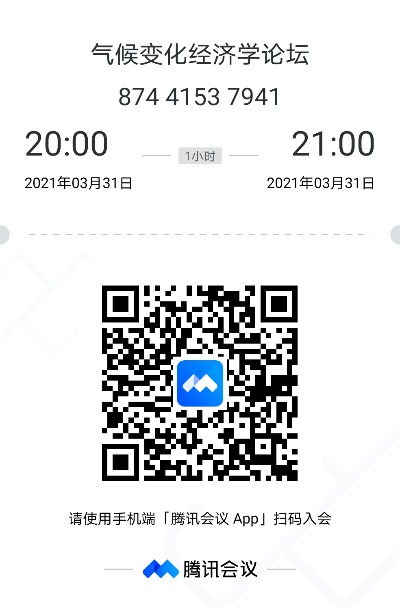 气候变化经济学论坛
874 4153 7941
20:00 1小时 21:00
2021年03月31日 2021年03月31日
请使用手机端「腾讯会议 App」扫码入会
腾讯会议